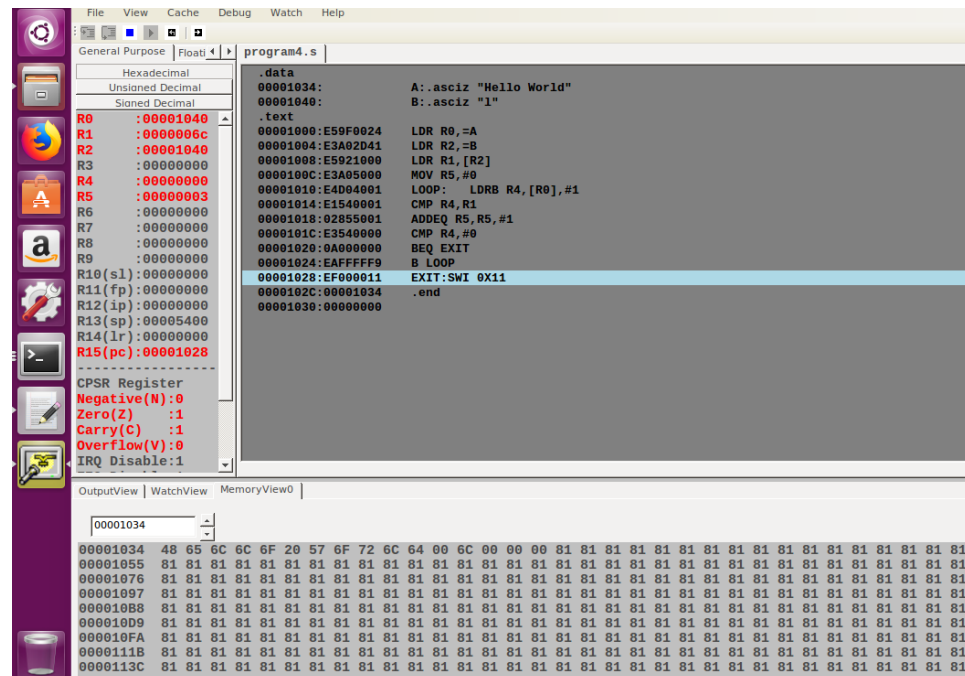 File View Cache Debug Watch Help
General Purpose Floati program4.s
Hexadecimal
Unsigned Decimal
Signed Decimal
R0 :00001040
R1 :0000006c
R2 :00001040
R3 :00000000
R4 :00000000
R5 :00000003
R6 :00000000
R7 :00000000
R8 :00000000
R9 :00000000
R10(sl):00000000
R11(fp):00000000
R12(ip):00000000
R13(sp):00005400
R14(lr):00000000
R15(pc):00001028
------------------
CPSR Register
Negative(N):0
Zero(Z) :1
Carry(C) :1
Overflow(V):0
IRQ Disable:1
.data
00001034: A:.asciz "Hello World"
00001040: B:.asciz "l"
.text
00001000:E59F0024 LDR R0,=A
00001004:E3A02D41 LDR R2,=B
00001008:E5921000 LDR R1,[R2]
0000100C:E3A05000 MOV R5,#0
00001010:E4D04001 LOOP: LDRB R4,[R0],#1
00001014:E1540001 CMP R4,R1
00001018:02855001 ADDEQ R5,R5,#1
0000101C:E3540000 CMP R4,#0
00001020:0A000000 BEQ EXIT
00001024:EAFFFFF9 B LOOP
00001028:EF000011 EXIT:SWI 0X11
0000102C:00001034 .end
00001030:00000000
OutputView WatchView MemoryView0
00001034
00001034 48 65 6C 6C 6F 20 57 6F 72 6C 64 00 6C 00 00 00 81 81 81 81 81 81 81 81 81 81 81 81 81 81 81 81 81
00001055 81 81 81 81 81 81 81 81 81 81 81 81 81 81 81 81 81 81 81 81 81 81 81 81 81 81 81 81 81 81 81 81 81
00001076 81 81 81 81 81 81 81 81 81 81 81 81 81 81 81 81 81 81 81 81 81 81 81 81 81 81 81 81 81 81 81 81 81
00001097 81 81 81 81 81 81 81 81 81 81 81 81 81 81 81 81 81 81 81 81 81 81 81 81 81 81 81 81 81 81 81 81 81
000010B8 81 81 81 81 81 81 81 81 81 81 81 81 81 81 81 81 81 81 81 81 81 81 81 81 81 81 81 81 81 81 81 81 81
000010D9 81 81 81 81 81 81 81 81 81 81 81 81 81 81 81 81 81 81 81 81 81 81 81 81 81 81 81 81 81 81 81 81 81
000010FA 81 81 81 81 81 81 81 81 81 81 81 81 81 81 81 81 81 81 81 81 81 81 81 81 81 81 81 81 81 81 81 81 81
0000111B 81 81 81 81 81 81 81 81 81 81 81 81 81 81 81 81 81 81 81 81 81 81 81 81 81 81 81 81 81 81 81 81 81
0000113C 81 81 81 81 81 81 81 81 81 81 81 81 81 81 81 81 81 81 81 81 81 81 81 81 81 81 81 81 81 81 81 81 81